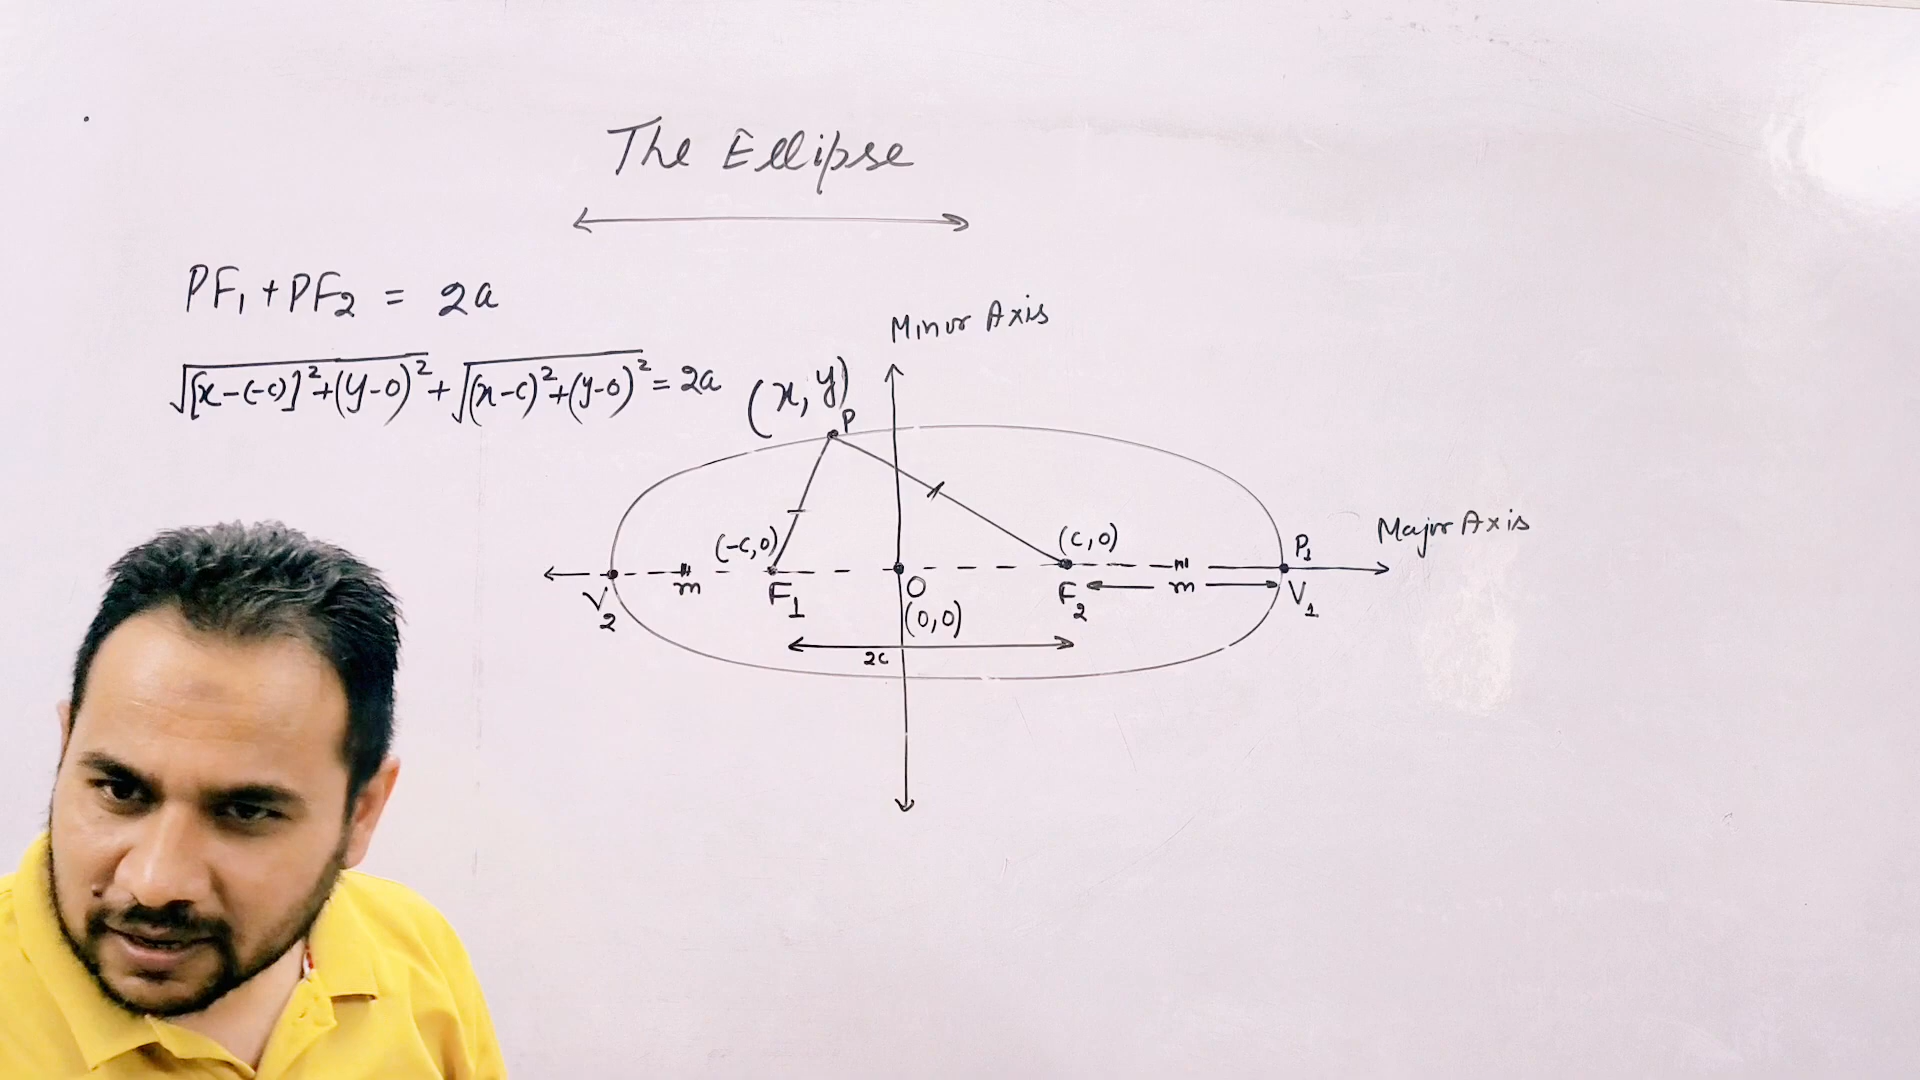 The Ellipse
PF₁ + PF₂ = 2a
√[x-(-c)]²+(y-0)² + √(x-c)²+(y-0)² = 2a
Minor Axis
(x, y)
P
(-c,0)
(c,0)
P₁
Major Axis
m
m
V₂
F₁
O
F₂
V₁
(0,0)
2c